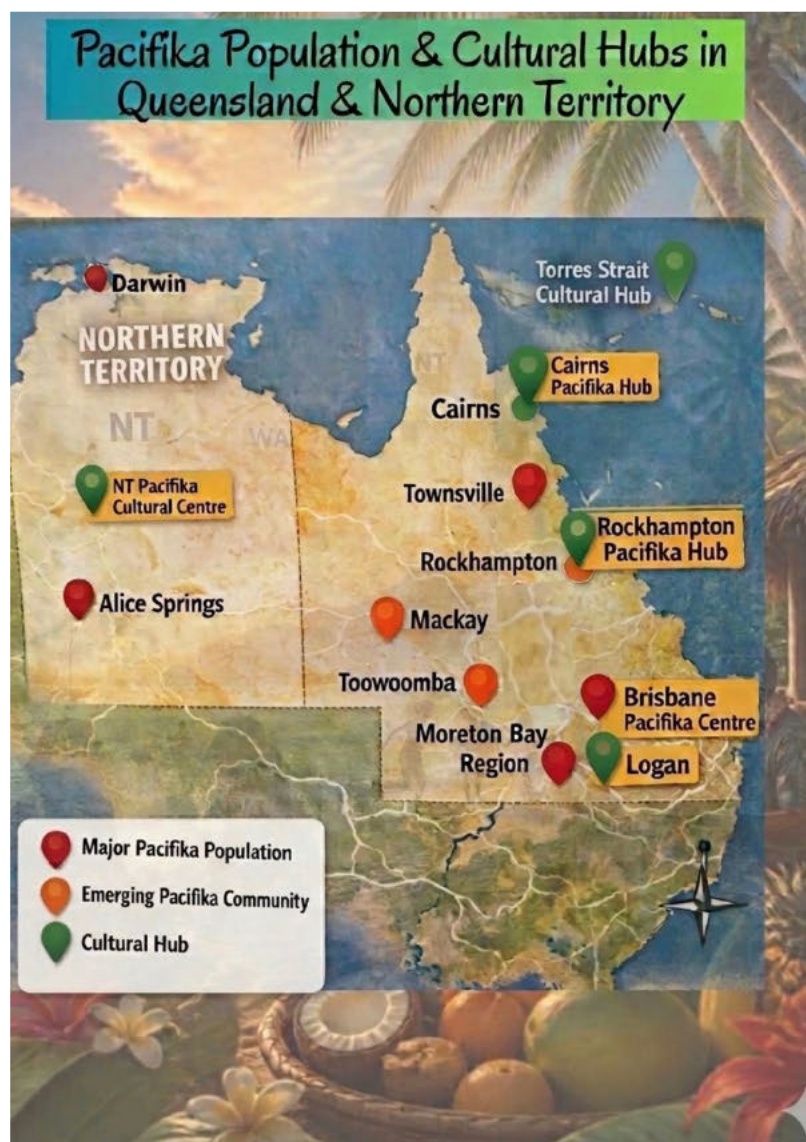 Pacifika Population & Cultural Hubs in
Queensland & Northern Territory
Darwin
NORTHERN
TERRITORY
NT
WA
NT
Torres Strait
Cultural Hub
Cairns
Pacifika Hub
Cairns
NT Pacifika
Cultural Centre
Townsville
Rockhampton
Pacifika Hub
Rockhampton
Alice Springs
Mackay
Toowoomba
Brisbane
Pacifika Centre
Moreton Bay
Region
Logan
Major Pacifika Population
Emerging Pacifika Community
Cultural Hub